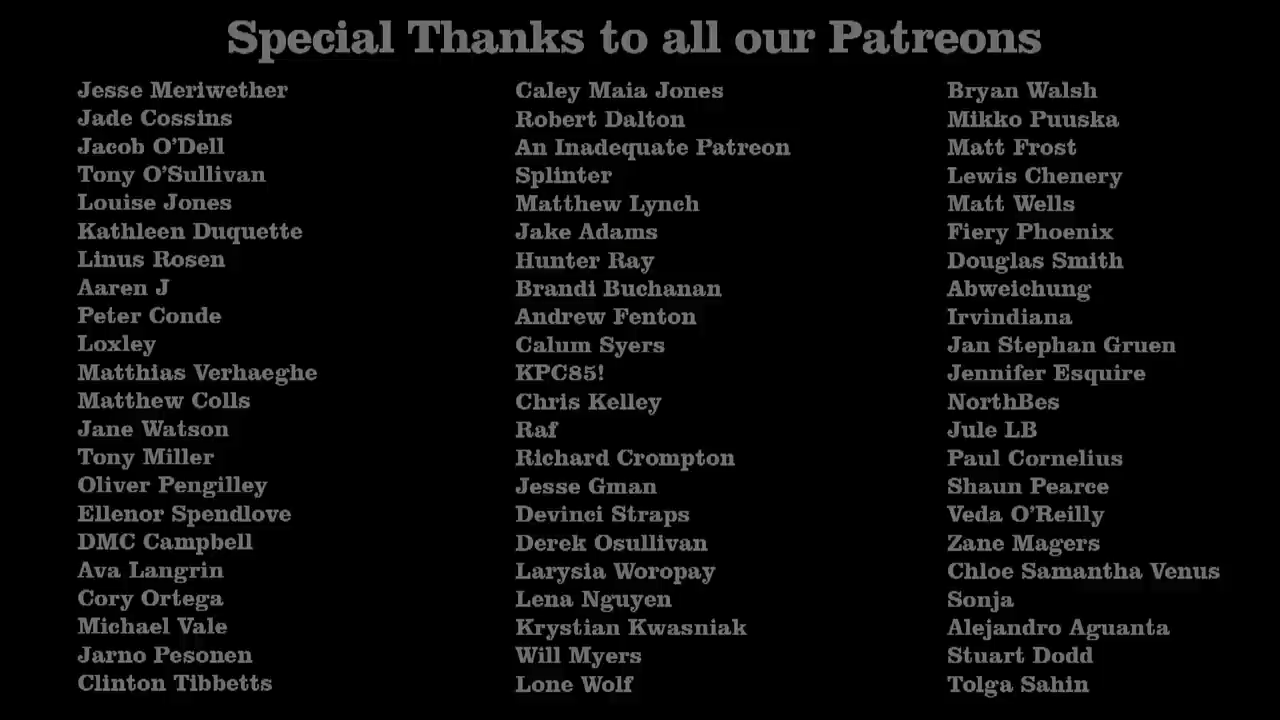 Special Thanks to all our Patreons
Jesse Meriwether
Jade Cossins
Jacob O'Dell
Tony O'Sullivan
Louise Jones
Kathleen Duquette
Linus Rosen
Aaren J
Peter Conde
Loxley
Matthias Verhaeghe
Matthew Colls
Jane Watson
Tony Miller
Oliver Pengilley
Ellenor Spendlove
DMC Campbell
Ava Langrin
Cory Ortega
Michael Vale
Jarno Pesonen
Clinton Tibbetts
Caley Maia Jones
Robert Dalton
An Inadequate Patreon
Splinter
Matthew Lynch
Jake Adams
Hunter Ray
Brandi Buchanan
Andrew Fenton
Calum Syers
KPC85!
Chris Kelley
Raf
Richard Crompton
Jesse Gman
Devinci Straps
Derek Osullivan
Larysia Woropay
Lena Nguyen
Krystian Kwasniak
Will Myers
Lone Wolf
Bryan Walsh
Mikko Puuska
Matt Frost
Lewis Chenery
Matt Wells
Fiery Phoenix
Douglas Smith
Abweichung
Irvindiana
Jan Stephan Gruen
Jennifer Esquire
NorthBes
Jule LB
Paul Cornelius
Shaun Pearce
Veda O'Reilly
Zane Magers
Chloe Samantha Venus
Sonja
Alejandro Aguanta
Stuart Dodd
Tolga Sahin